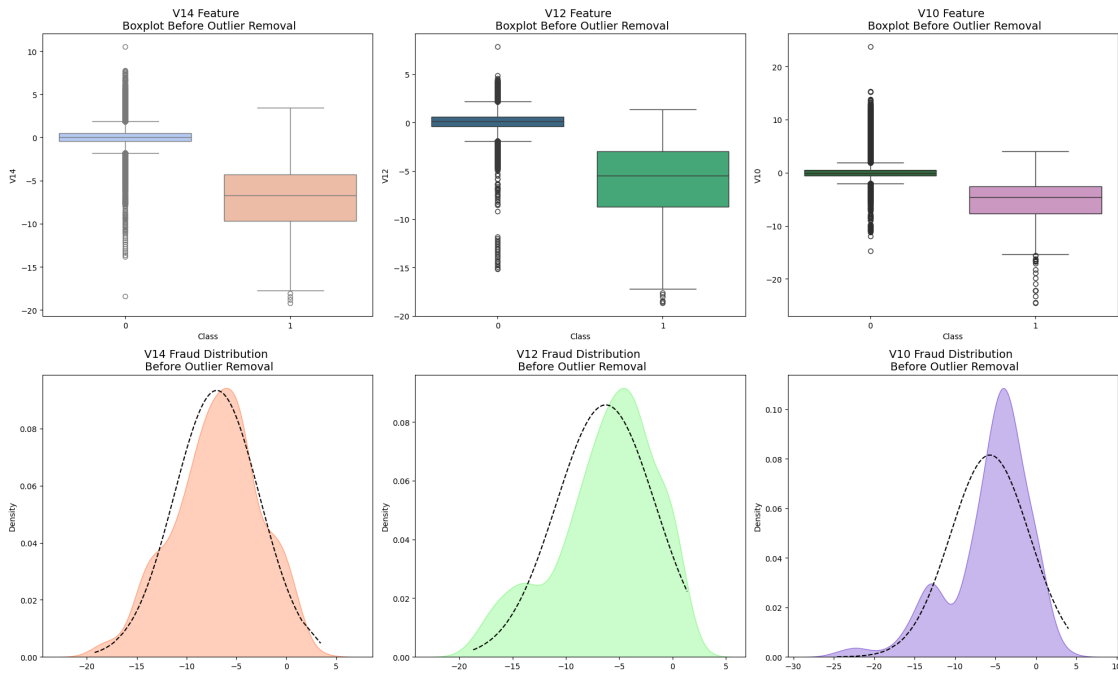 V14 Feature
Boxplot Before Outlier Removal
10
5
0
−5
−10
−15
−20
V14
0
1
Class
V12 Feature
Boxplot Before Outlier Removal
5
0
−5
−10
−15
−20
V12
0
1
Class
V10 Feature
Boxplot Before Outlier Removal
20
10
0
−10
−20
V10
0
1
Class
V14 Fraud Distribution
Before Outlier Removal
0.08
0.06
0.04
0.02
0.00
Density
−20
−15
−10
−5
0
5
V12 Fraud Distribution
Before Outlier Removal
0.08
0.06
0.04
0.02
0.00
Density
−20
−15
−10
−5
0
5
V10 Fraud Distribution
Before Outlier Removal
0.10
0.08
0.06
0.04
0.02
0.00
Density
−30
−25
−20
−15
−10
−5
0
5
10